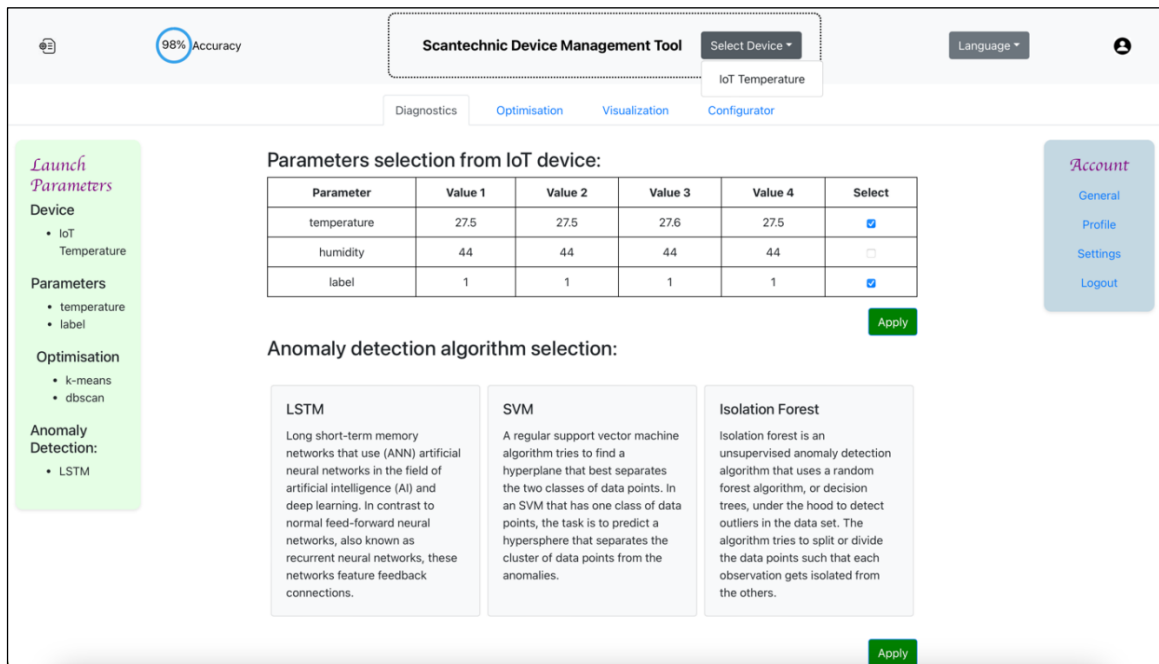 98% Accuracy
Scantechnic Device Management Tool
Select Device
IoT Temperature
Language
Diagnostics Optimisation Visualization Configurator
Launch
Parameters
Device
IoT
Temperature
Parameters
temperature
label
Optimisation
k-means
dbscan
Anomaly
Detection:
LSTM
Parameters selection from IoT device:
Parameter Value 1 Value 2 Value 3 Value 4 Select
temperature 27.5 27.5 27.6 27.5
humidity 44 44 44 44
label 1 1 1 1
Apply
Anomaly detection algorithm selection:
LSTM
Long short-term memory
networks that use (ANN) artificial
neural networks in the field of
artificial intelligence (AI) and
deep learning. In contrast to
normal feed-forward neural
networks, also known as
recurrent neural networks, these
networks feature feedback
connections.
SVM
A regular support vector machine
algorithm tries to find a
hyperplane that best separates
the two classes of data points. In
an SVM that has one class of data
points, the task is to predict a
hypersphere that separates the
cluster of data points from the
anomalies.
Isolation Forest
Isolation forest is an
unsupervised anomaly detection
algorithm that uses a random
forest algorithm, or decision
trees, under the hood to detect
outliers in the data set. The
algorithm tries to split or divide
the data points such that each
observation gets isolated from
the others.
Apply
Account
General
Profile
Settings
Logout